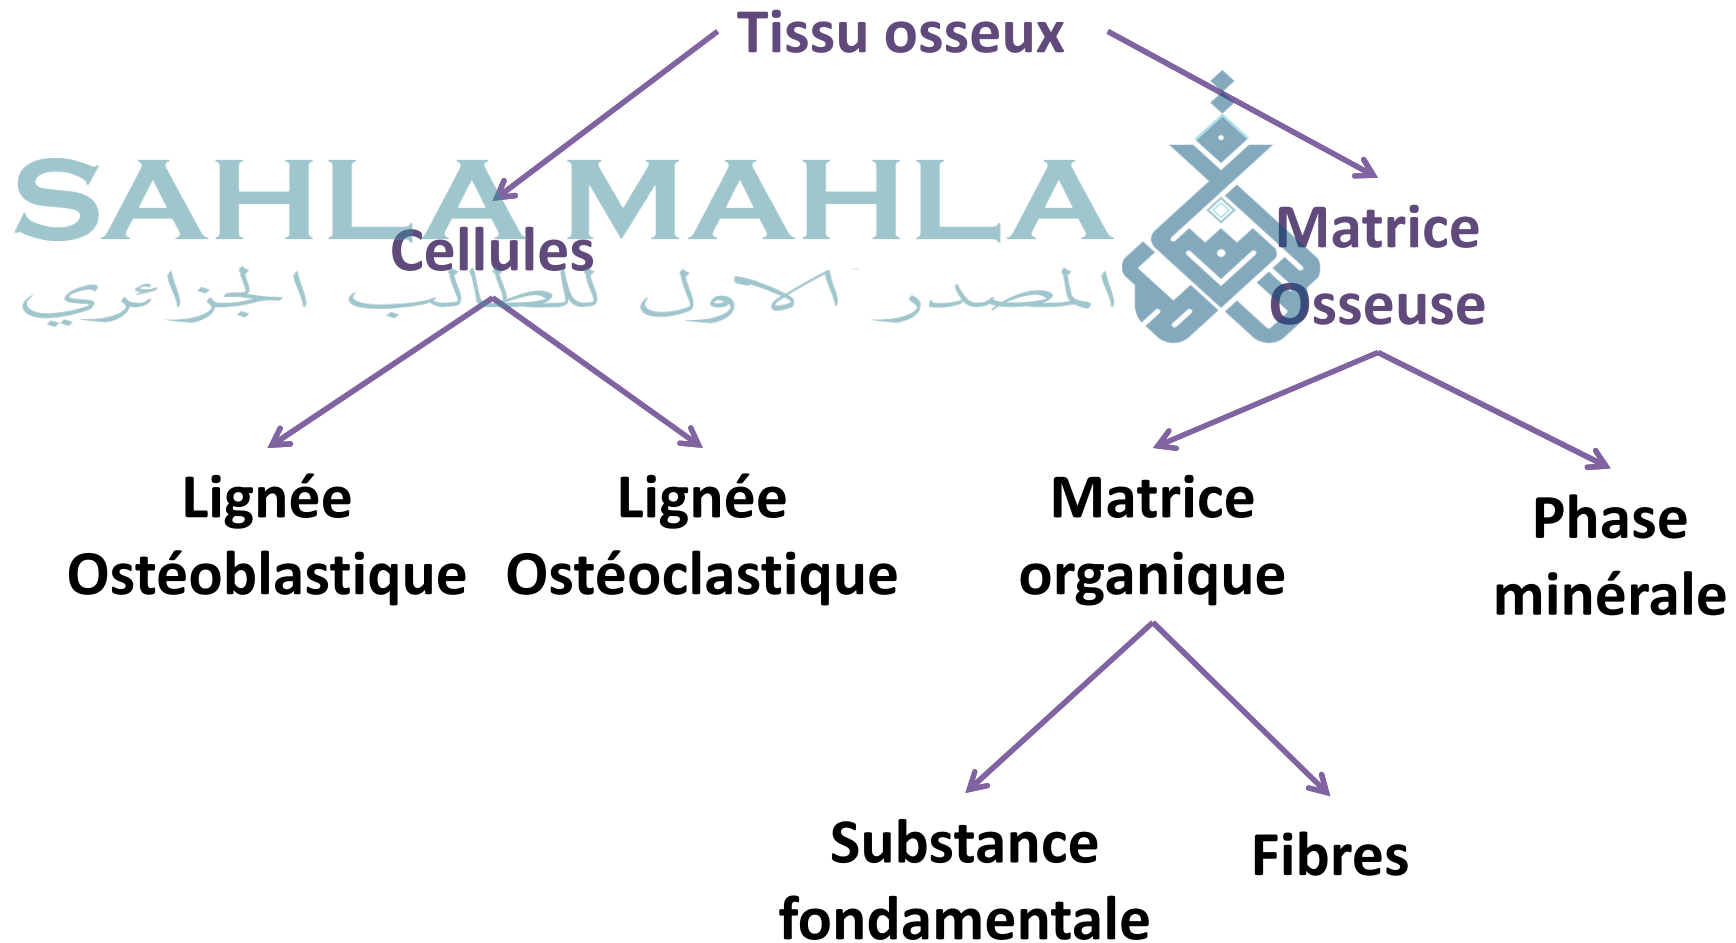 Tissu osseux
SAHLA MAHLA
المصدر الاول للطالب الجزائري
Cellules
Matrice
Osseuse
Lignée
Ostéoblastique
Lignée
Ostéoclastique
Matrice
organique
Phase
minérale
Substance
fondamentale
Fibres